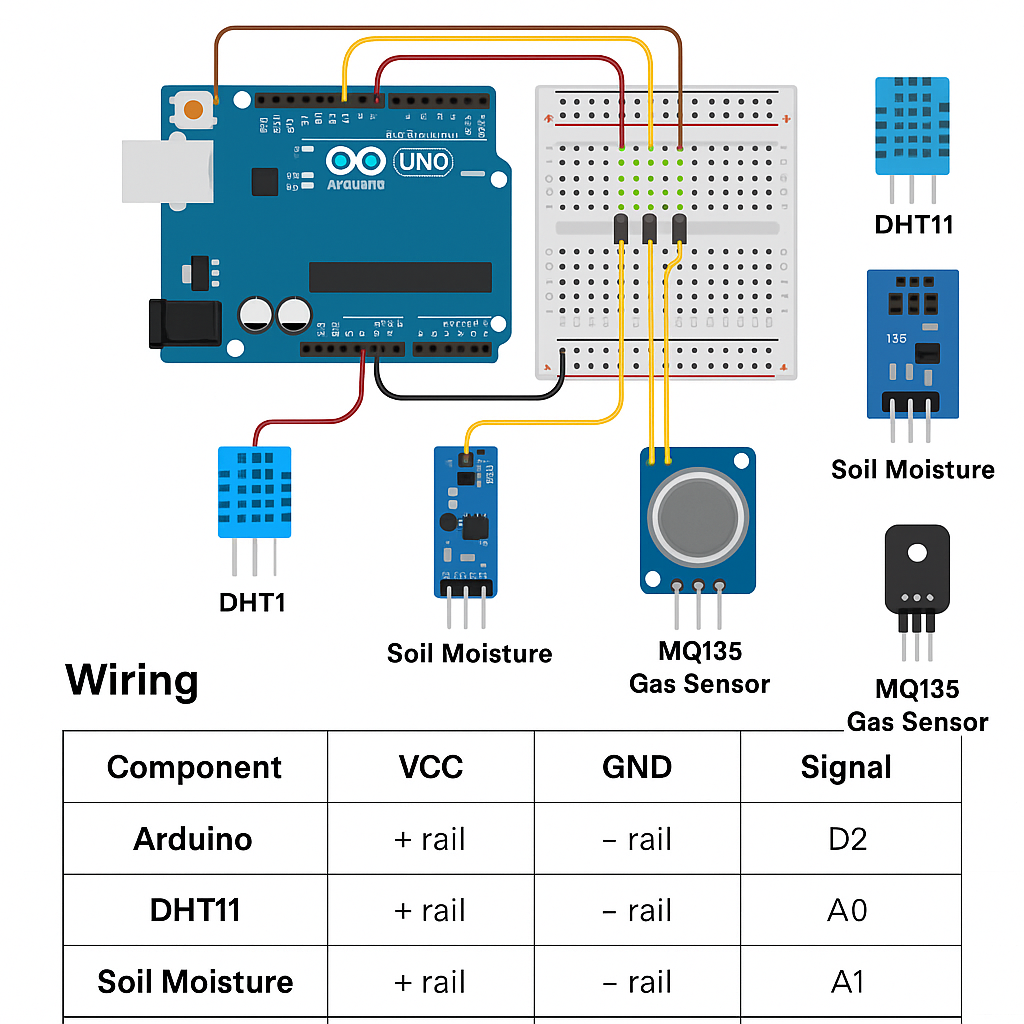 UNO
DHT11
135
Soil Moisture
DHT1
Soil Moisture
MQ135
Gas Sensor
MQ135
Gas Sensor
Wiring
Component VCC GND Signal
Arduino + rail – rail D2
DHT11 + rail – rail A0
Soil Moisture + rail – rail A1